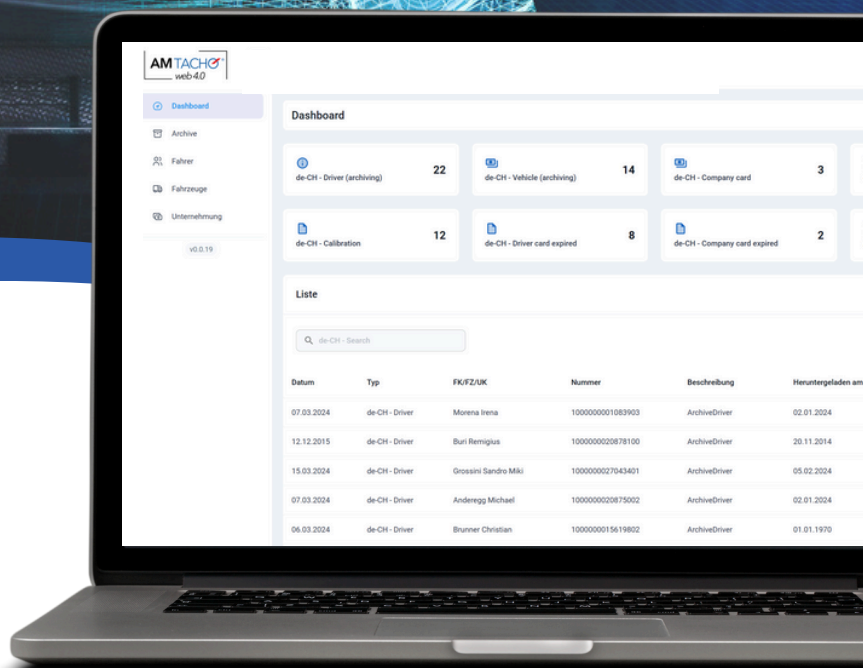 AMTACHO
web 4.0
Dashboard
Archive
Fahrer
Fahrzeuge
Unternehmung
v0.0.19
Dashboard
22
de-CH - Driver (archiving)
14
de-CH - Vehicle (archiving)
3
de-CH - Company card
12
de-CH - Calibration
8
de-CH - Driver card expired
2
de-CH - Company card expired
Liste
de-CH - Search
Datum Typ FK/FZ/UK Nummer Beschreibung Heruntergeladen am
07.03.2024 de-CH - Driver Morena Irena 1000000001083903 ArchiveDriver 02.01.2024
12.12.2015 de-CH - Driver Buri Remigius 1000000020878100 ArchiveDriver 20.11.2014
15.03.2024 de-CH - Driver Grossini Sandro Miki 1000000027043401 ArchiveDriver 05.02.2024
07.03.2024 de-CH - Driver Anderegg Michael 1000000020875002 ArchiveDriver 02.01.2024
06.03.2024 de-CH - Driver Brunner Christian 1000000015619802 ArchiveDriver 01.01.1970